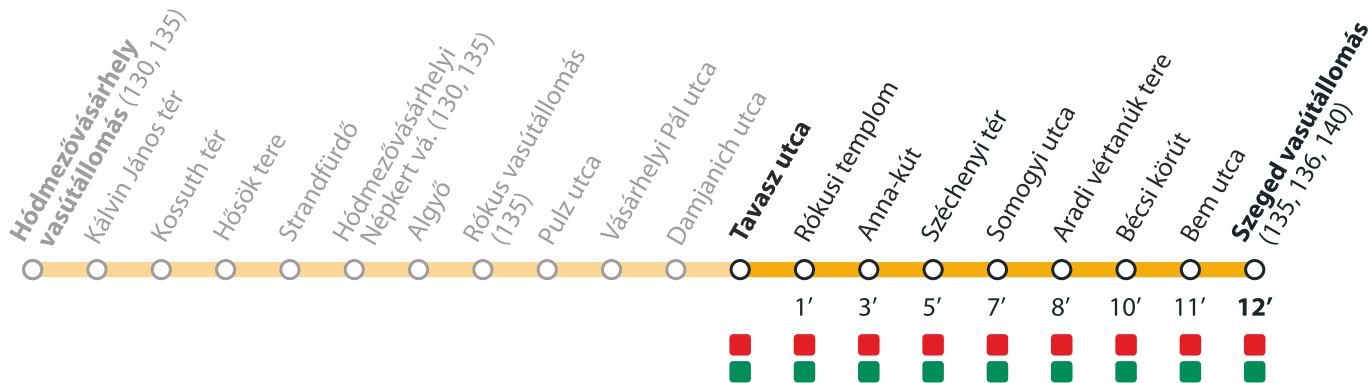 Hódmezővásárhely
vasútállomás (130, 135)
Kálvin János tér
Kossuth tér
Hősök tere
Strandfürdő
Hódmezővásárhelyi
Népkert vá. (130, 135)
Algyő
Rókus vasútállomás
(135)
Pulz utca
Vásárhelyi Pál utca
Damjanich utca
Tavasz utca
Rókusi templom
Anna-kút
Széchenyi tér
Somogyi utca
Aradi vértanúk tere
Bécsi körút
Bem utca
Szeged vasútállomás
(135, 136, 140)
1’ 3’ 5’ 7’ 8’ 10’ 11’ 12’